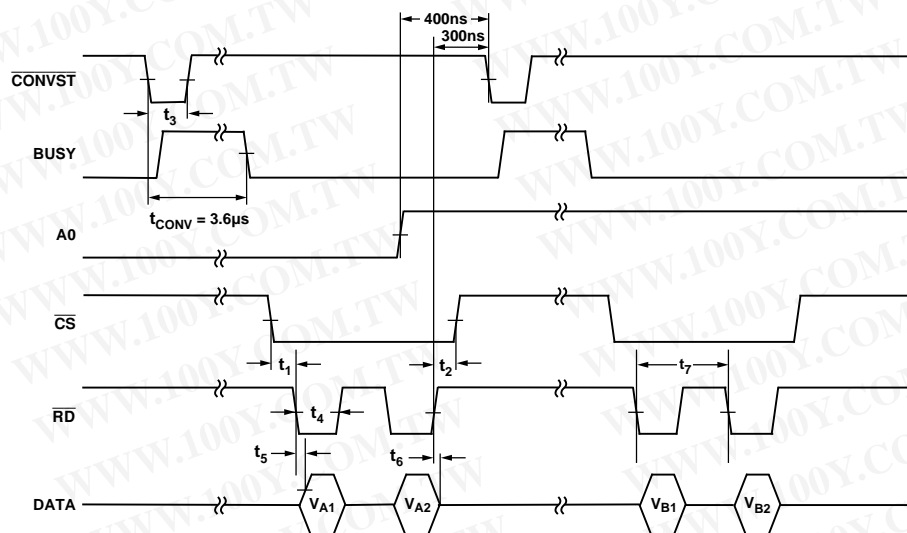 400ns
300ns
CONVST
t3
BUSY
tCONV = 3.6µs
A0
CS
t1
t2
t7
RD
t4
t5
t6
DATA
VA1
VA2
VB1
VB2
WWW.100Y.COM.TW